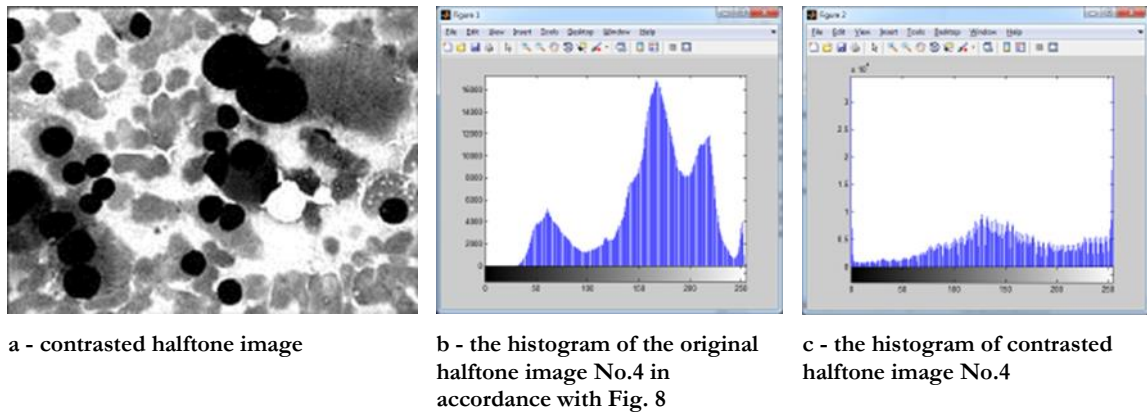 Figure 1
File Edit View Insert Tools Desktop Window Help
16000
14000
12000
10000
8000
6000
4000
2000
0
0 50 100 150 200 250
Figure 2
File Edit View Insert Tools Desktop Window Help
x 10⁴
3
2.5
2
1.5
1
0.5
0
0 50 100 150 200 250
a - contrasted halftone image
b - the histogram of the original
halftone image No.4 in
accordance with Fig. 8
c - the histogram of contrasted
halftone image No.4